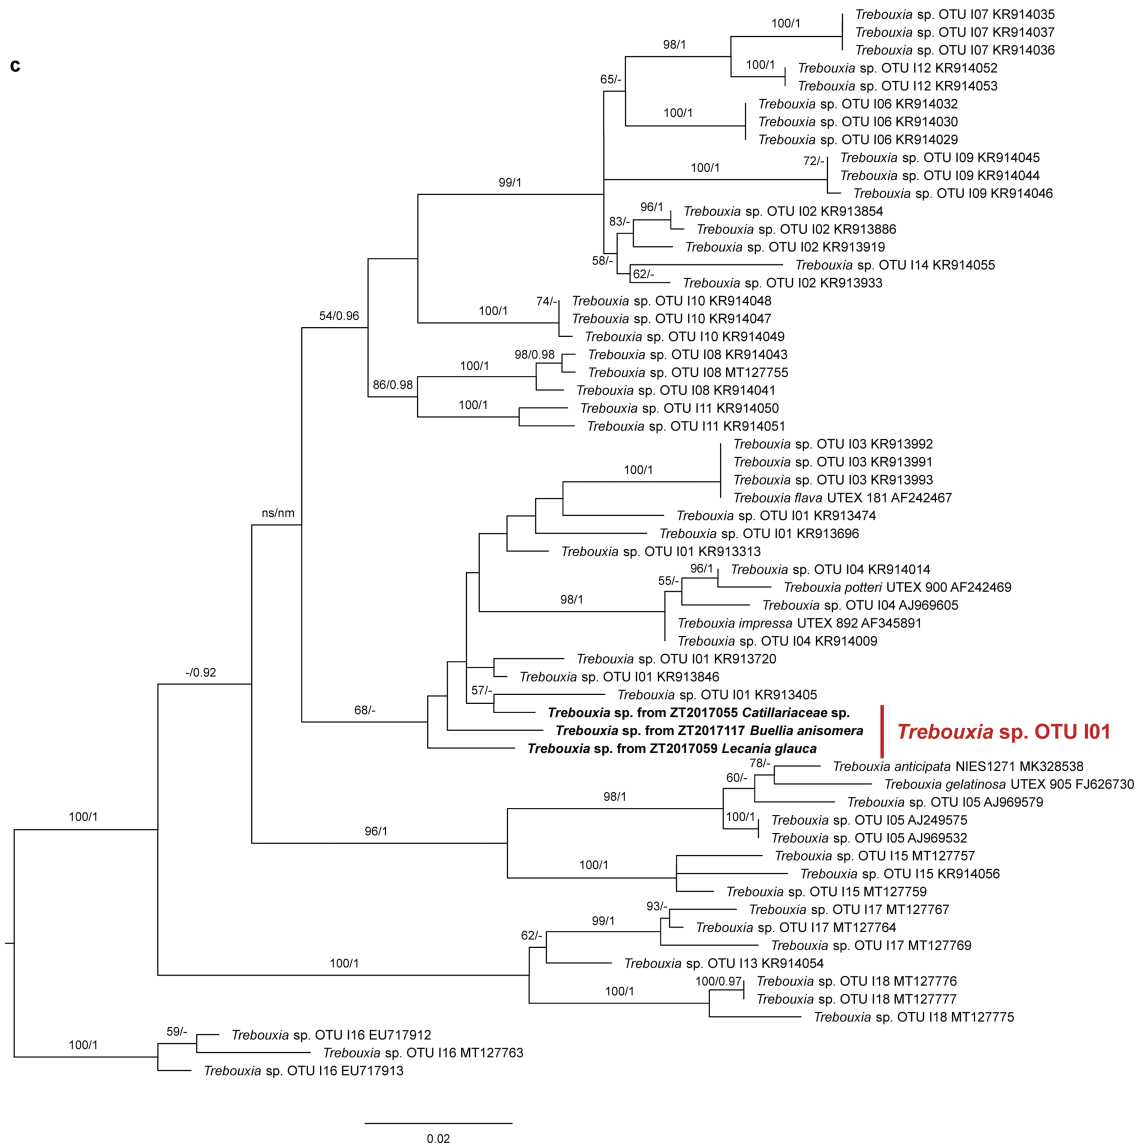 c
Trebouxia sp. OTU I07 KR914035
100/1
Trebouxia sp. OTU I07 KR914037
98/1
Trebouxia sp. OTU I07 KR914036
100/1
Trebouxia sp. OTU I12 KR914052
65/-
Trebouxia sp. OTU I12 KR914053
Trebouxia sp. OTU I06 KR914032
100/1
Trebouxia sp. OTU I06 KR914030
Trebouxia sp. OTU I06 KR914029
72/-
Trebouxia sp. OTU I09 KR914045
100/1
Trebouxia sp. OTU I09 KR914044
99/1
Trebouxia sp. OTU I09 KR914046
96/1
Trebouxia sp. OTU I02 KR913854
83/-
Trebouxia sp. OTU I02 KR913886
Trebouxia sp. OTU I02 KR913919
58/-
Trebouxia sp. OTU I14 KR914055
62/-
Trebouxia sp. OTU I02 KR913933
74/-
Trebouxia sp. OTU I10 KR914048
54/0.96
100/1
Trebouxia sp. OTU I10 KR914047
Trebouxia sp. OTU I10 KR914049
98/0.98
Trebouxia sp. OTU I08 KR914043
100/1
Trebouxia sp. OTU I08 MT127755
86/0.98
Trebouxia sp. OTU I08 KR914041
100/1
Trebouxia sp. OTU I11 KR914050
Trebouxia sp. OTU I11 KR914051
Trebouxia sp. OTU I03 KR913992
100/1
Trebouxia sp. OTU I03 KR913991
Trebouxia sp. OTU I03 KR913993
Trebouxia flava UTEX 181 AF242467
ns/nm
Trebouxia sp. OTU I01 KR913474
Trebouxia sp. OTU I01 KR913696
Trebouxia sp. OTU I01 KR913313
96/1
Trebouxia sp. OTU I04 KR914014
55/-
Trebouxia potteri UTEX 900 AF242469
98/1
Trebouxia sp. OTU I04 AJ969605
Trebouxia impressa UTEX 892 AF345891
Trebouxia sp. OTU I04 KR914009
-/0.92
Trebouxia sp. OTU I01 KR913720
Trebouxia sp. OTU I01 KR913846
57/-
Trebouxia sp. OTU I01 KR913405
68/-
Trebouxia sp. from ZT2017055 Catillariaceae sp.
Trebouxia sp. from ZT2017117 Buellia anisomera
Trebouxia sp. OTU I01
Trebouxia sp. from ZT2017059 Lecania glauca
78/-
Trebouxia anticipata NIES1271 MK328538
60/-
Trebouxia gelatinosa UTEX 905 FJ626730
98/1
Trebouxia sp. OTU I05 AJ969579
100/1
100/1
Trebouxia sp. OTU I05 AJ249575
96/1
Trebouxia sp. OTU I05 AJ969532
Trebouxia sp. OTU I15 MT127757
100/1
Trebouxia sp. OTU I15 KR914056
Trebouxia sp. OTU I15 MT127759
93/-
Trebouxia sp. OTU I17 MT127767
99/1
Trebouxia sp. OTU I17 MT127764
62/-
Trebouxia sp. OTU I17 MT127769
100/1
Trebouxia sp. OTU I13 KR914054
100/0.97
Trebouxia sp. OTU I18 MT127776
100/1
Trebouxia sp. OTU I18 MT127777
Trebouxia sp. OTU I18 MT127775
59/-
Trebouxia sp. OTU I16 EU717912
100/1
Trebouxia sp. OTU I16 MT127763
Trebouxia sp. OTU I16 EU717913
0.02